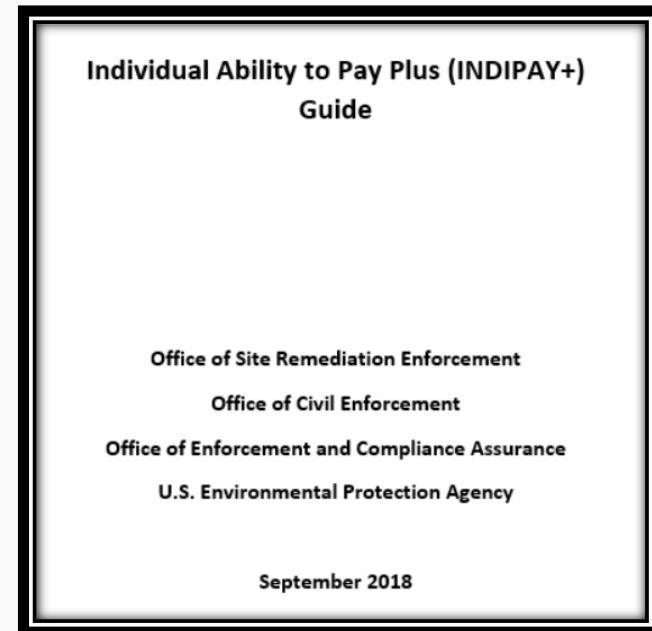 Individual Ability to Pay Plus (INDIPAY+)
Guide
Office of Site Remediation Enforcement
Office of Civil Enforcement
Office of Enforcement and Compliance Assurance
U.S. Environmental Protection Agency
September 2018